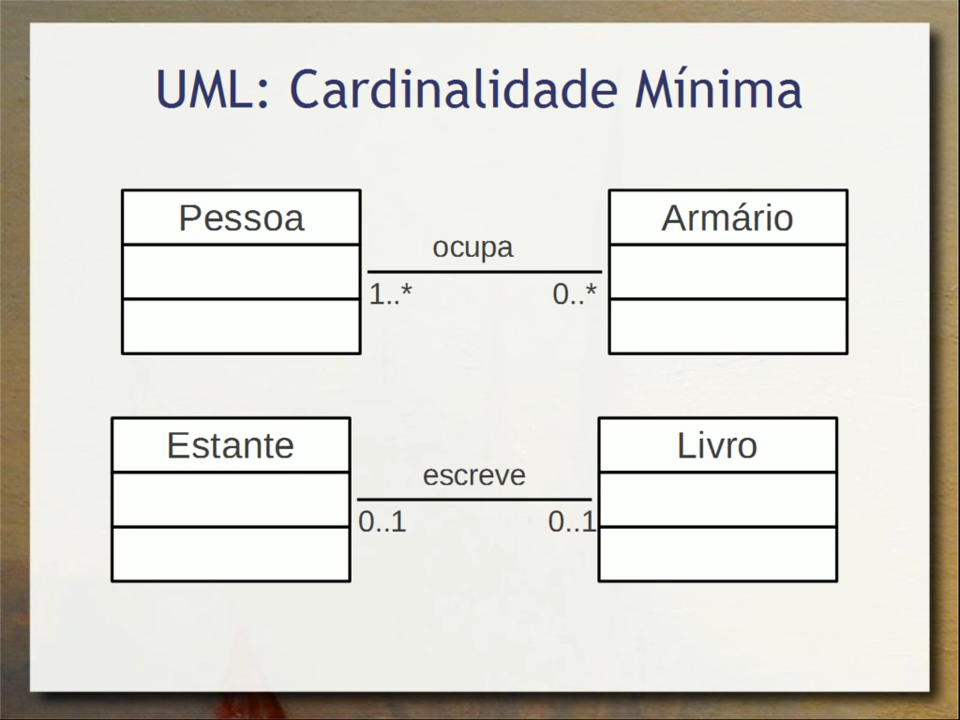 UML: Cardinalidade Mínima
Pessoa
ocupa
1..*
0..*
Armário
Estante
escreve
0..1
0..1
Livro